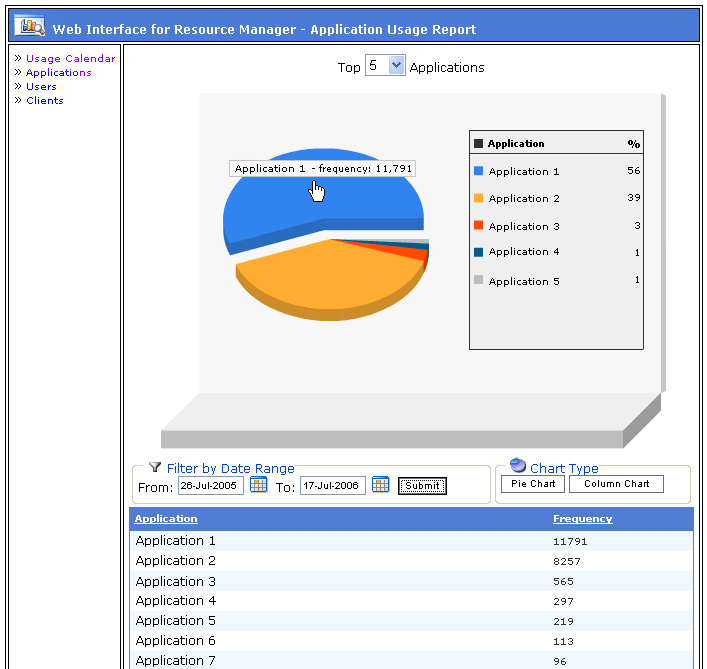 Web Interface for Resource Manager - Application Usage Report
» Usage Calendar
» Applications
» Users
» Clients
Top 5 Applications
Application 1 - frequency: 11,791
Application %
Application 1 56
Application 2 39
Application 3 3
Application 4 1
Application 5 1
Filter by Date Range
From: 26-Jul-2005 To: 17-Jul-2006 Submit
Chart Type
Pie Chart Column Chart
Application Frequency
Application 1 11791
Application 2 8257
Application 3 565
Application 4 297
Application 5 219
Application 6 113
Application 7 96